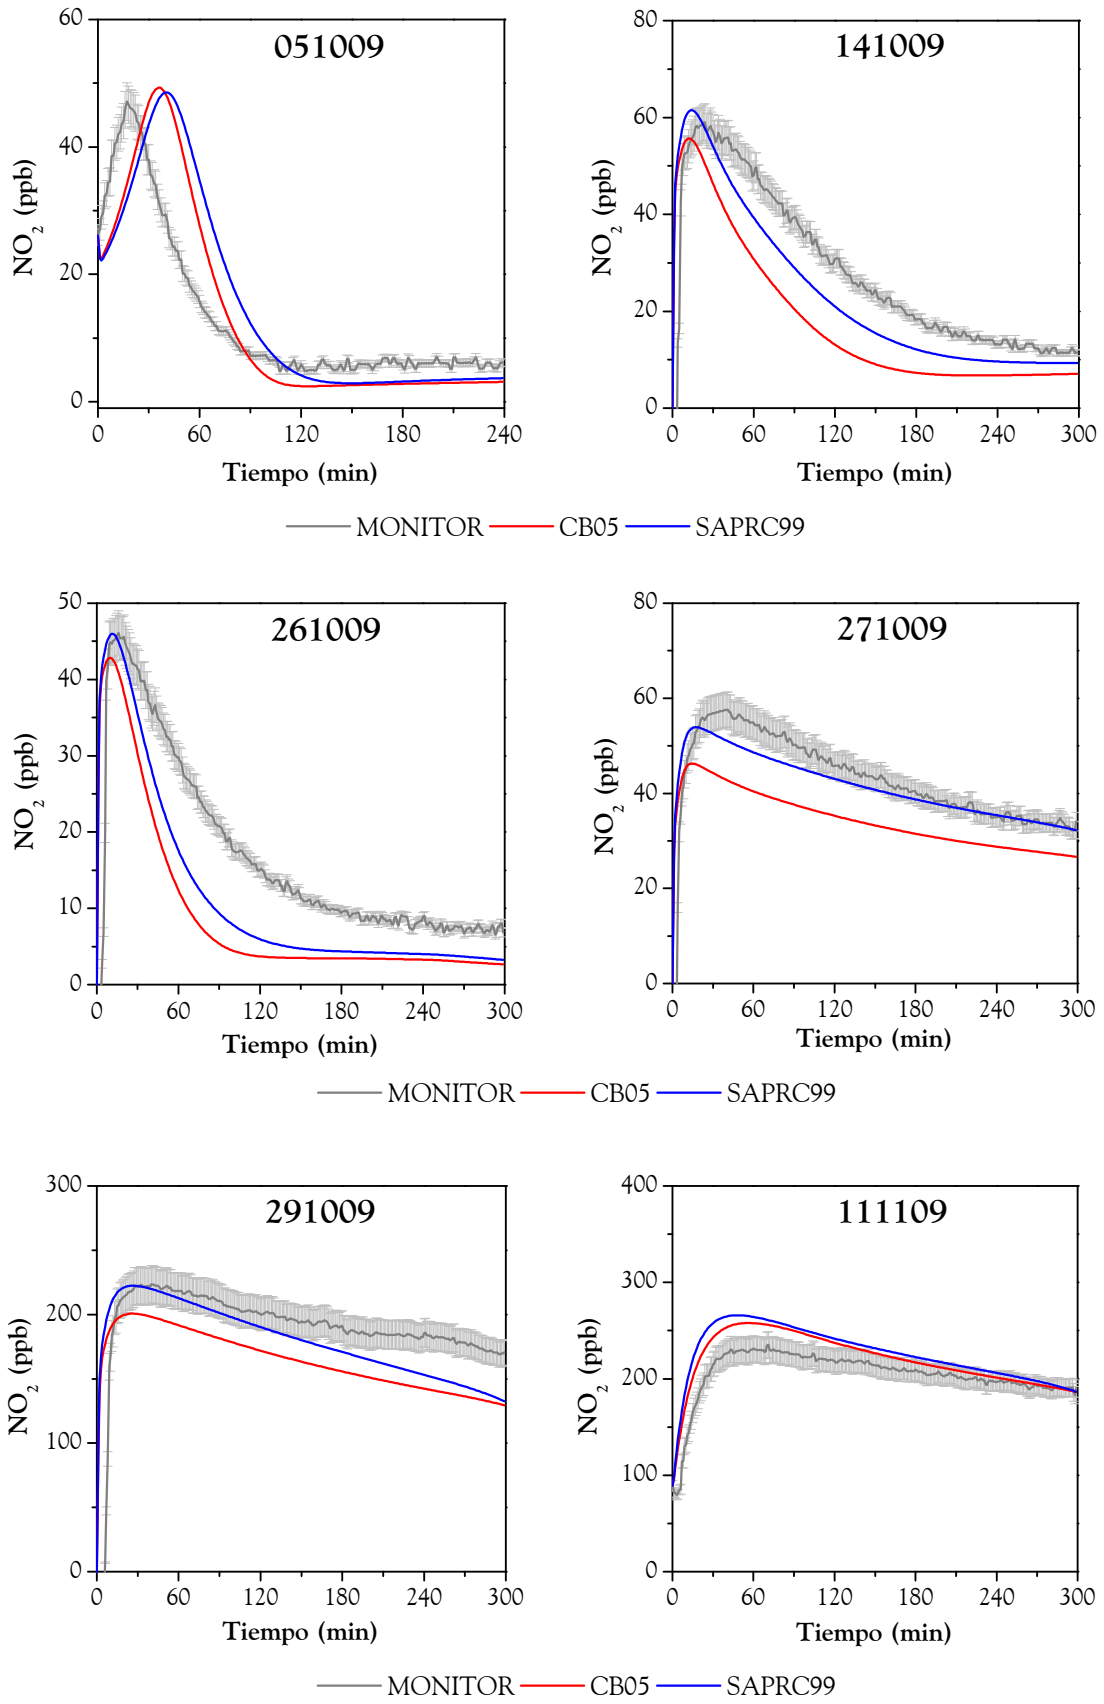 051009
NO2 (ppb)
60
40
20
0
0 60 120 180 240
Tiempo (min)
141009
NO2 (ppb)
80
60
40
20
0
0 60 120 180 240 300
Tiempo (min)
MONITOR CB05 SAPRC99
261009
NO2 (ppb)
50
40
30
20
10
0
0 60 120 180 240 300
Tiempo (min)
271009
NO2 (ppb)
80
60
40
20
0
0 60 120 180 240 300
Tiempo (min)
MONITOR CB05 SAPRC99
291009
NO2 (ppb)
300
200
100
0
0 60 120 180 240 300
Tiempo (min)
111109
NO2 (ppb)
400
300
200
100
0
0 60 120 180 240 300
Tiempo (min)
MONITOR CB05 SAPRC99